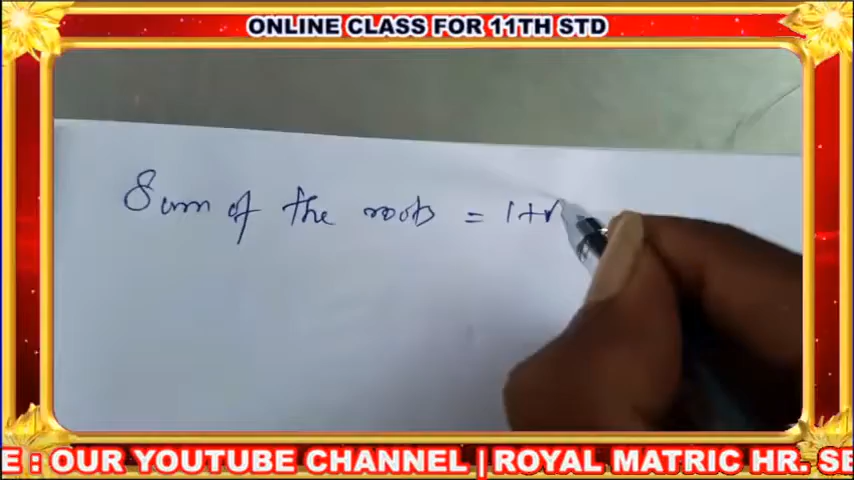 ONLINE CLASS FOR 11TH STD
Sum of the roots = 1+
E : OUR YOUTUBE CHANNEL | ROYAL MATRIC HR. SE